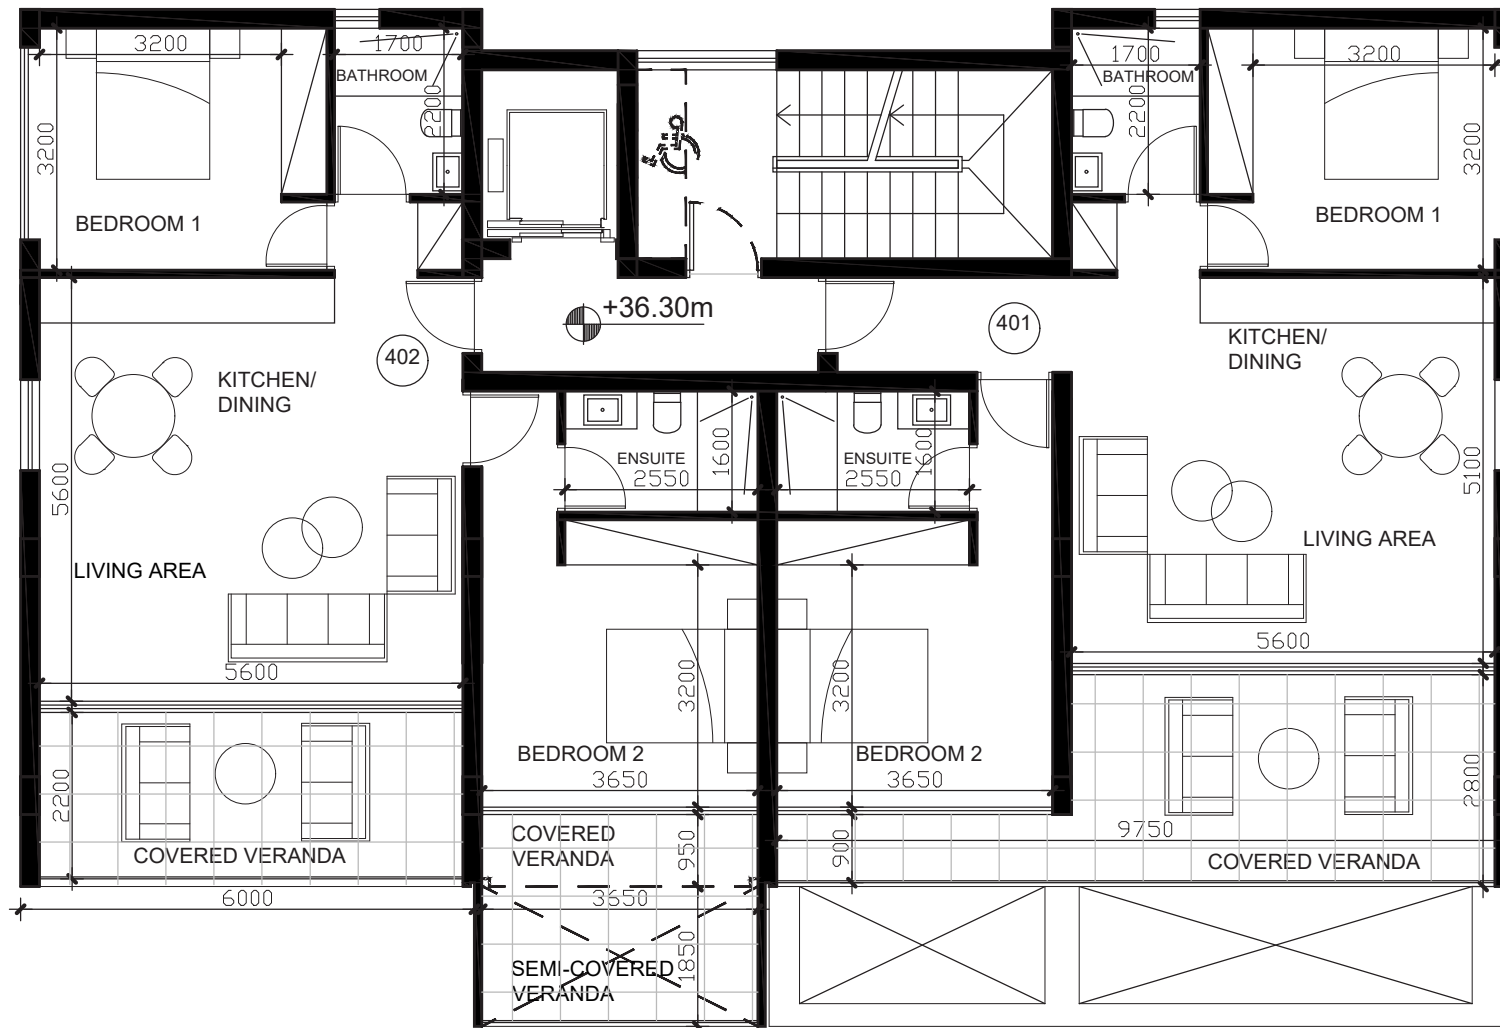 3200
1700
BATHROOM
2200
3200
BEDROOM 1
1700
BATHROOM
2200
3200
3200
BEDROOM 1
+36.30m
401
402
KITCHEN/
DINING
KITCHEN/
DINING
ENSUITE
2550
1600
ENSUITE
2550
1600
5600
5100
LIVING AREA
LIVING AREA
5600
5600
3200
3200
BEDROOM 2
3650
BEDROOM 2
3650
2200
COVERED VERANDA
6000
COVERED
VERANDA
950
3650
SEMI-COVERED
VERANDA
1850
900
9750
2800
COVERED VERANDA